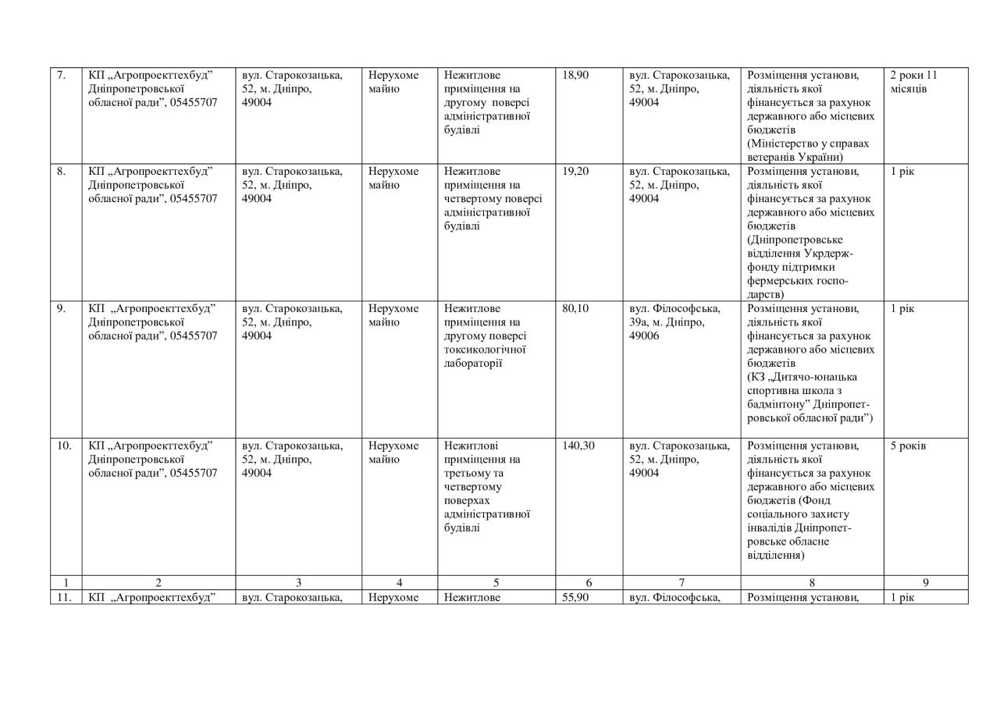 7.
КП „Агропроекттехбуд”
Дніпропетровської
обласної ради”, 05455707
вул. Старокозацька,
52, м. Дніпро,
49004
Нерухоме
майно
Нежитлове
приміщення на
другому поверсі
адміністративної
будівлі
18,90
вул. Старокозацька,
52, м. Дніпро,
49004
Розміщення установи,
діяльність якої
фінансується за рахунок
державного або місцевих
бюджетів
(Міністерство у справах
ветеранів України)
2 роки 11
місяців
8.
КП „Агропроекттехбуд”
Дніпропетровської
обласної ради”, 05455707
вул. Старокозацька,
52, м. Дніпро,
49004
Нерухоме
майно
Нежитлове
приміщення на
четвертому поверсі
адміністративної
будівлі
19,20
вул. Старокозацька,
52, м. Дніпро,
49004
Розміщення установи,
діяльність якої
фінансується за рахунок
державного або місцевих
бюджетів
(Дніпропетровське
відділення Укрдерж-
фонду підтримки
фермерських госпо-
дарств)
1 рік
9.
КП „Агропроекттехбуд”
Дніпропетровської
обласної ради”, 05455707
вул. Старокозацька,
52, м. Дніпро,
49004
Нерухоме
майно
Нежитлове
приміщення на
другому поверсі
токсикологічної
лабораторії
80,10
вул. Філософська,
39а, м. Дніпро,
49006
Розміщення установи,
діяльність якої
фінансується за рахунок
державного або місцевих
бюджетів
(КЗ „Дитячо-юнацька
спортивна школа з
бадмінтону” Дніпропет-
ровської обласної ради”)
1 рік
10.
КП „Агропроекттехбуд”
Дніпропетровської
обласної ради”, 05455707
вул. Старокозацька,
52, м. Дніпро,
49004
Нерухоме
майно
Нежитлові
приміщення на
третьому та
четвертому
поверхах
адміністративної
будівлі
140,30
вул. Старокозацька,
52, м. Дніпро,
49004
Розміщення установи,
діяльність якої
фінансується за рахунок
державного або місцевих
бюджетів (Фонд
соціального захисту
інвалідів Дніпропет-
ровське обласне
відділення)
5 років
1 2 3 4 5 6 7 8 9
11.
КП „Агропроекттехбуд”
вул. Старокозацька,
Нерухоме
Нежитлове
55,90
вул. Філософська,
Розміщення установи,
1 рік